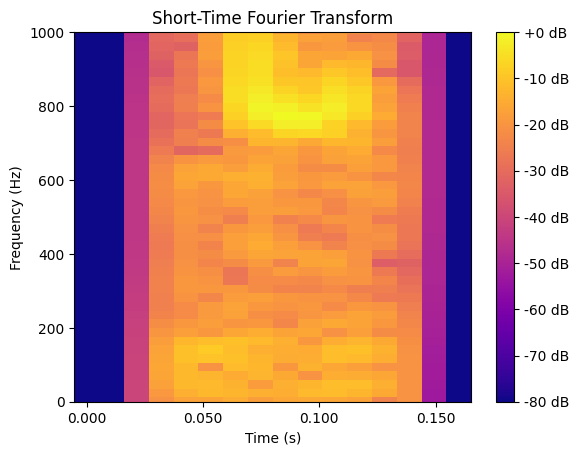 Short-Time Fourier Transform
1000
800
600
400
200
0
Frequency (Hz)
0.000
0.050
0.100
0.150
Time (s)
+0 dB
-10 dB
-20 dB
-30 dB
-40 dB
-50 dB
-60 dB
-70 dB
-80 dB